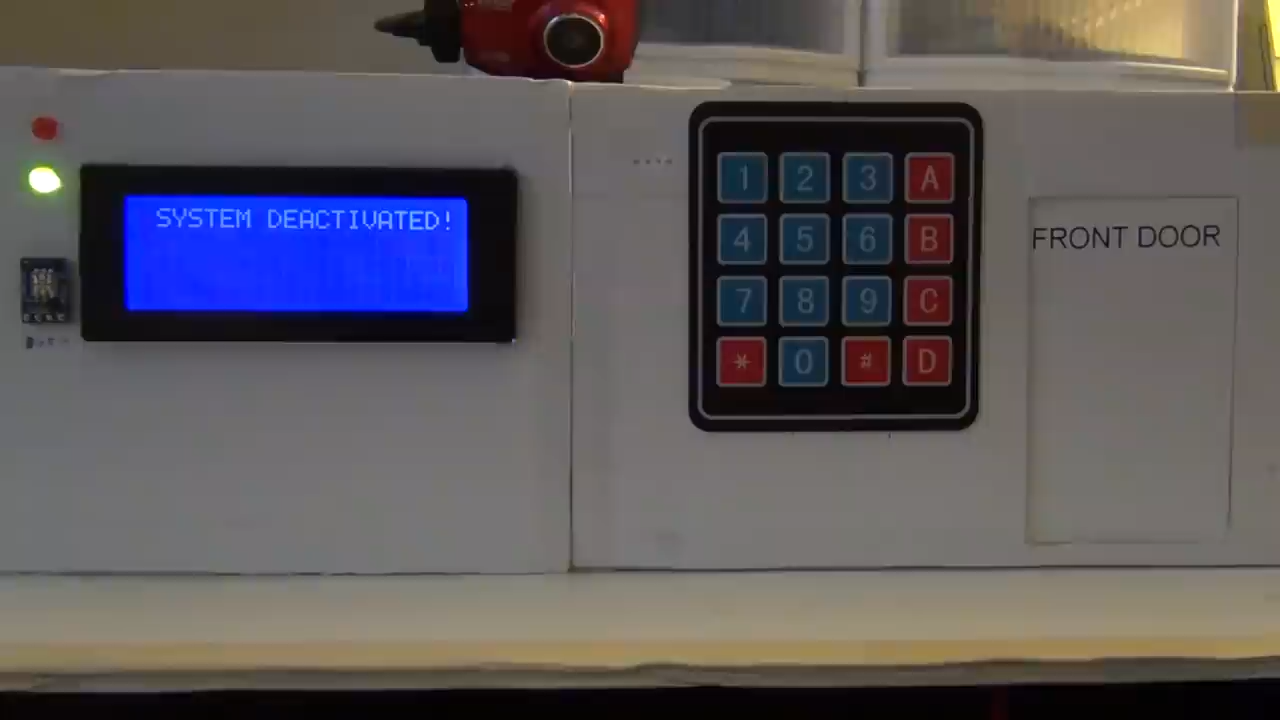 SYSTEM DEACTIVATED!
1 2 3 A
4 5 6 B
7 8 9 C
* 0 # D
FRONT DOOR